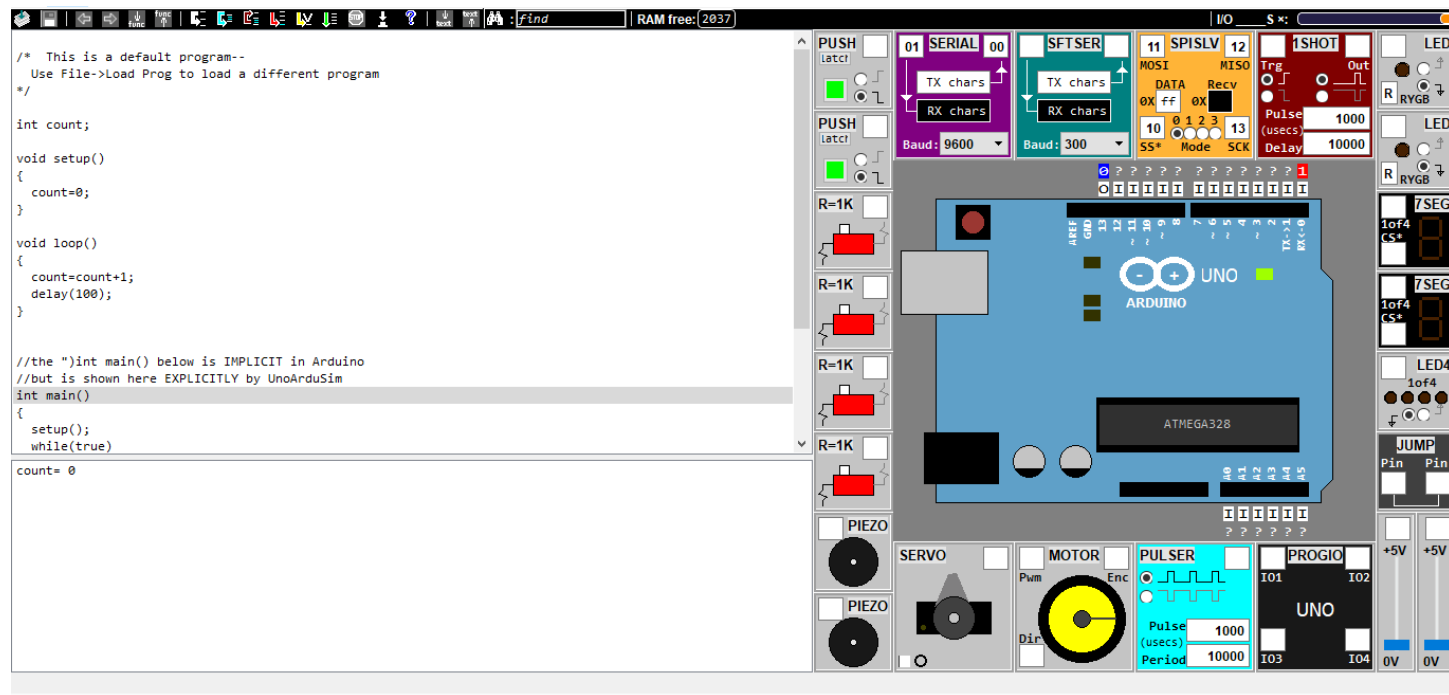 func func text text :find RAM free: 2037 I/O____S ×:
/* This is a default program--
Use File->Load Prog to load a different program
*/
int count;
void setup()
{
count=0;
}
void loop()
{
count=count+1;
delay(100);
}
//the ")int main() below is IMPLICIT in Arduino
//but is shown here EXPLICITLY by UnoArduSim
int main()
{
setup();
while(true)
count= 0
PUSH
Latch
PUSH
Latch
R=1K
R=1K
R=1K
R=1K
PIEZO
PIEZO
01 SERIAL 00
TX chars
RX chars
Baud: 9600
SFTSER
TX chars
RX chars
Baud: 300
11 SPISLV 12
MOSI MISO
DATA Recv
0X ff 0X
0 1 2 3
10 13
SS* Mode SCK
1SHOT
Trg Out
Pulse 1000
(usecs)
Delay 10000
0 ? ? ? ? ? ? ? ? ? ? ? ? 1
O I I I I I I I I I I I I I
AREF GND 13 12 ~ 11 ~ 10 ~ 9 8 7 ~ 6 ~ 5 4 ~ 3 2 TX->1 RX<-0
- + UNO
ARDUINO
ATMEGA328
A0 A1 A2 A3 A4 A5
I I I I I I
? ? ? ? ? ?
SERVO
MOTOR
Pwm Enc
Dir
PULSER
Pulse 1000
(usecs)
Period 10000
PROGIO
IO1 IO2
UNO
IO3 IO4
LED
R RYGB
LED
R RYGB
7SEG
1of4
CS*
7SEG
1of4
CS*
LED4
1of4
JUMP
Pin Pin
+5V +5V
0V 0V